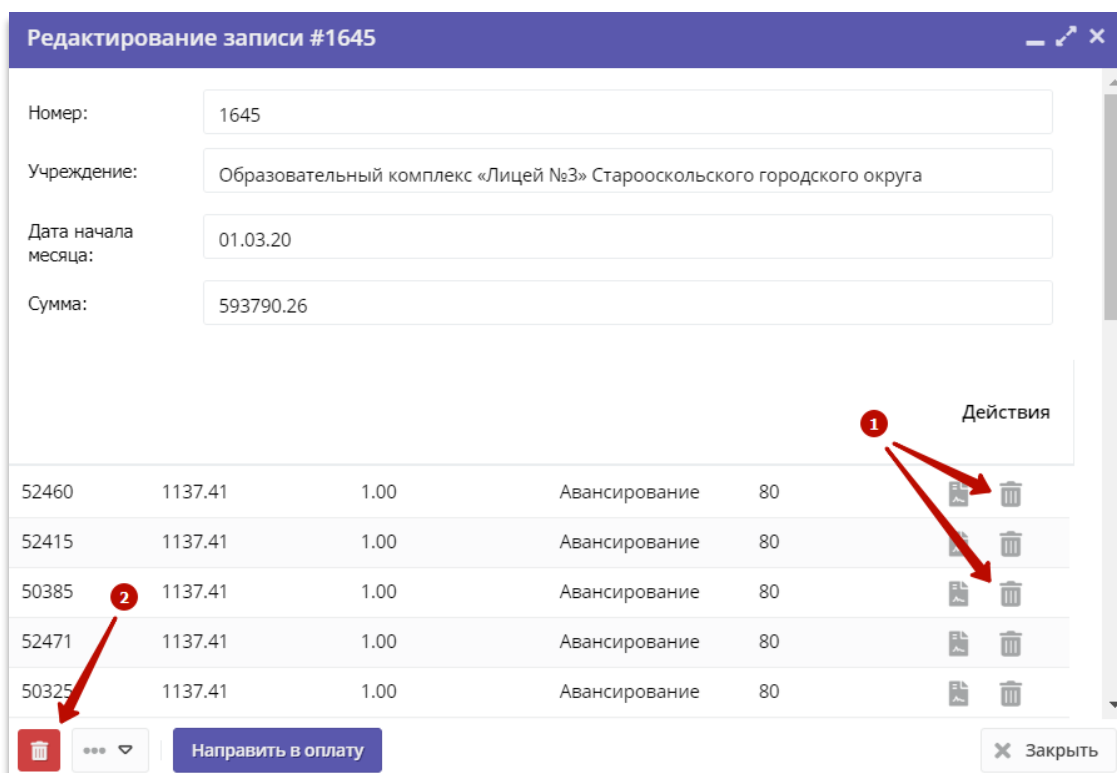 Редактирование записи #1645
Номер:
1645
Учреждение:
Образовательный комплекс «Лицей №3» Старооскольского городского округа
Дата начала
месяца:
01.03.20
Сумма:
593790.26
Действия
1
52460 1137.41 1.00 Авансирование 80
52415 1137.41 1.00 Авансирование 80
50385 1137.41 1.00 Авансирование 80
2
52471 1137.41 1.00 Авансирование 80
50325 1137.41 1.00 Авансирование 80
Направить в оплату
Закрыть